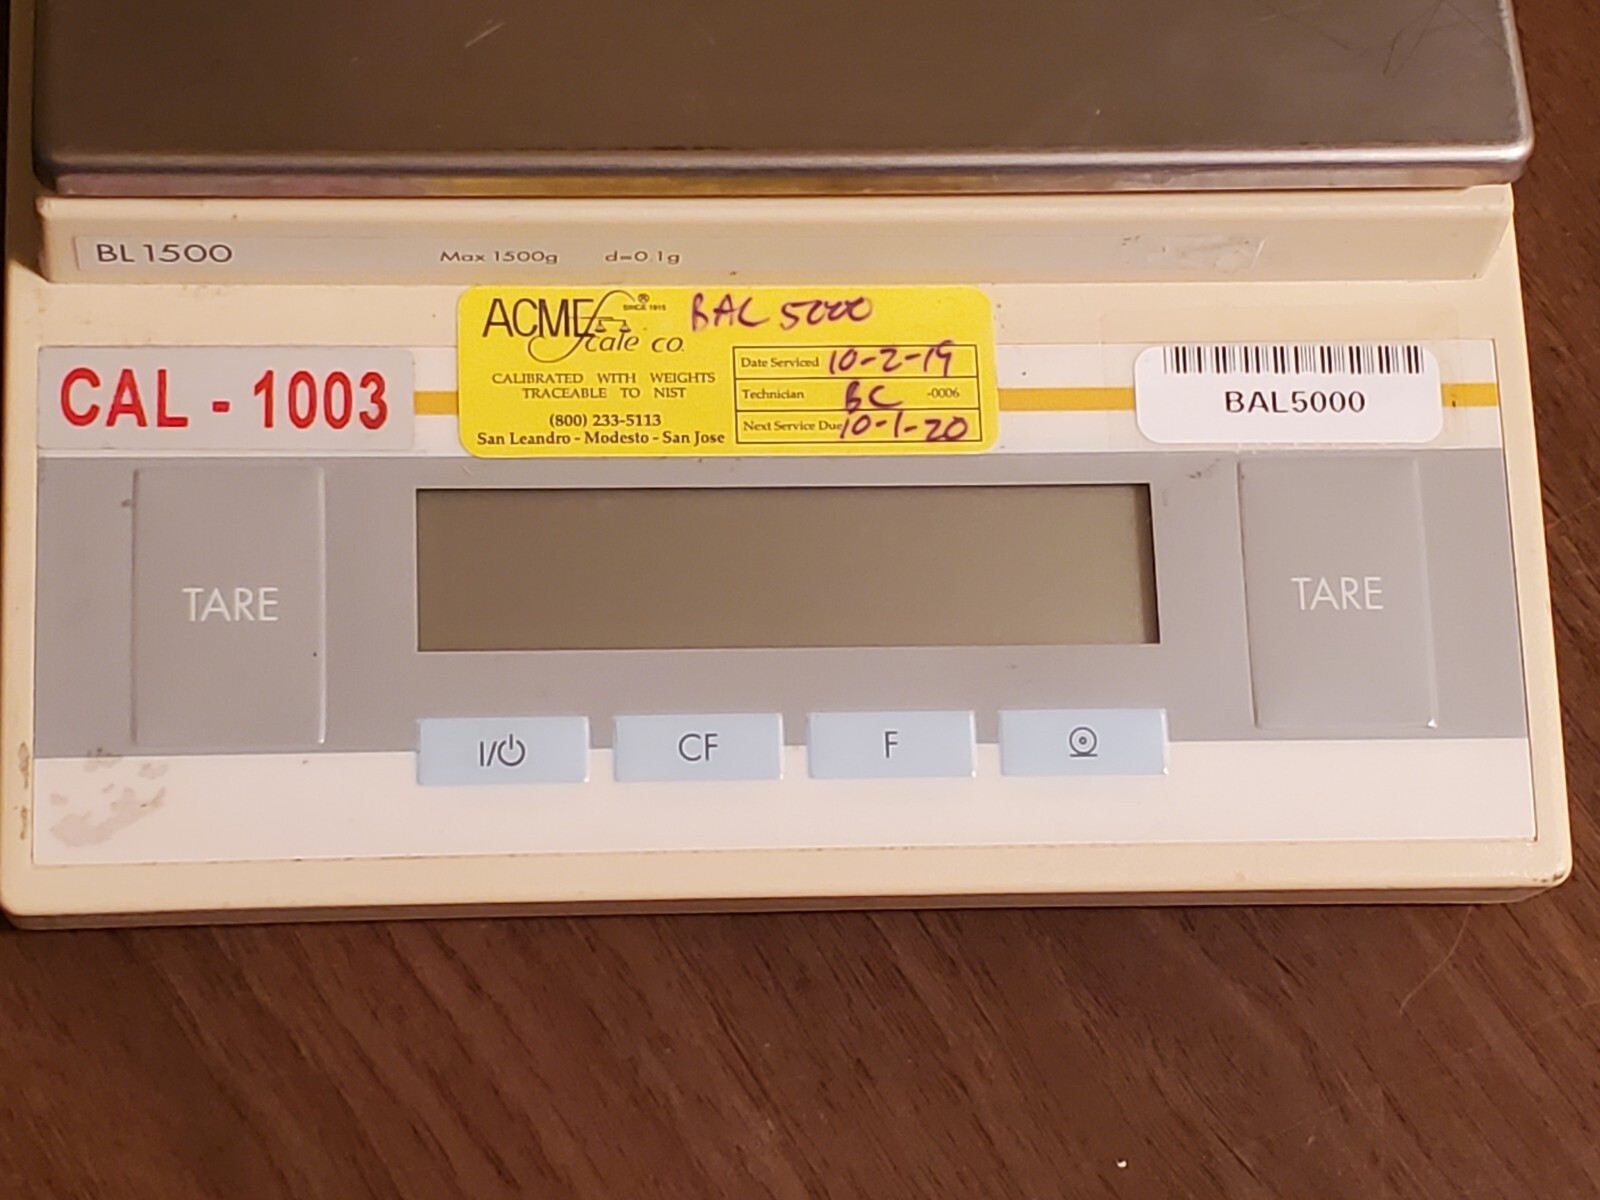 BL 1500
Max 1500g d=0.1g
ACME Scale CO.® SINCE 1915
BAL 5000
CALIBRATED WITH WEIGHTS
TRACEABLE TO NIST
(800) 233-5113
San Leandro - Modesto - San Jose
Date Serviced 10-2-19
Technician BC -0006
Next Service Due 10-1-20
CAL - 1003
BAL5000
TARE
TARE
I/⏻
CF
F